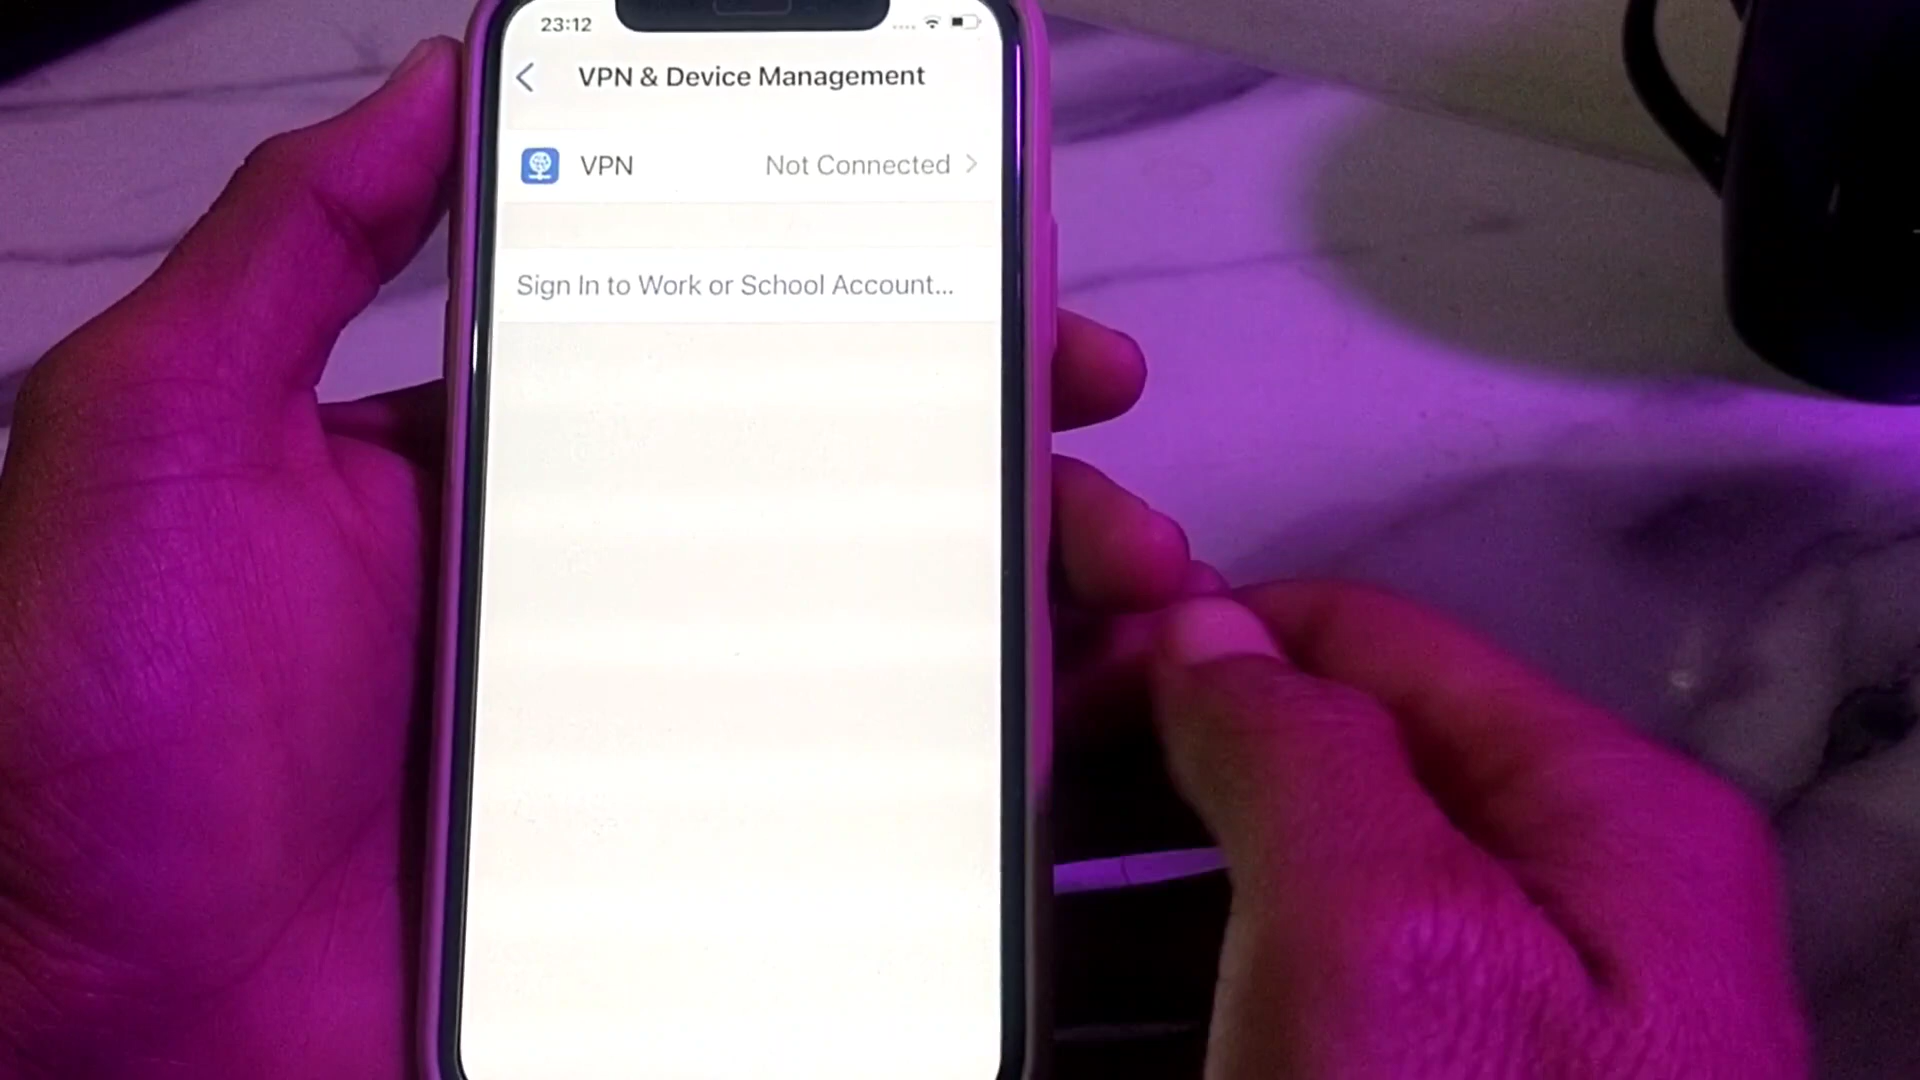 23:12
VPN & Device Management
VPN Not Connected
Sign In to Work or School Account...